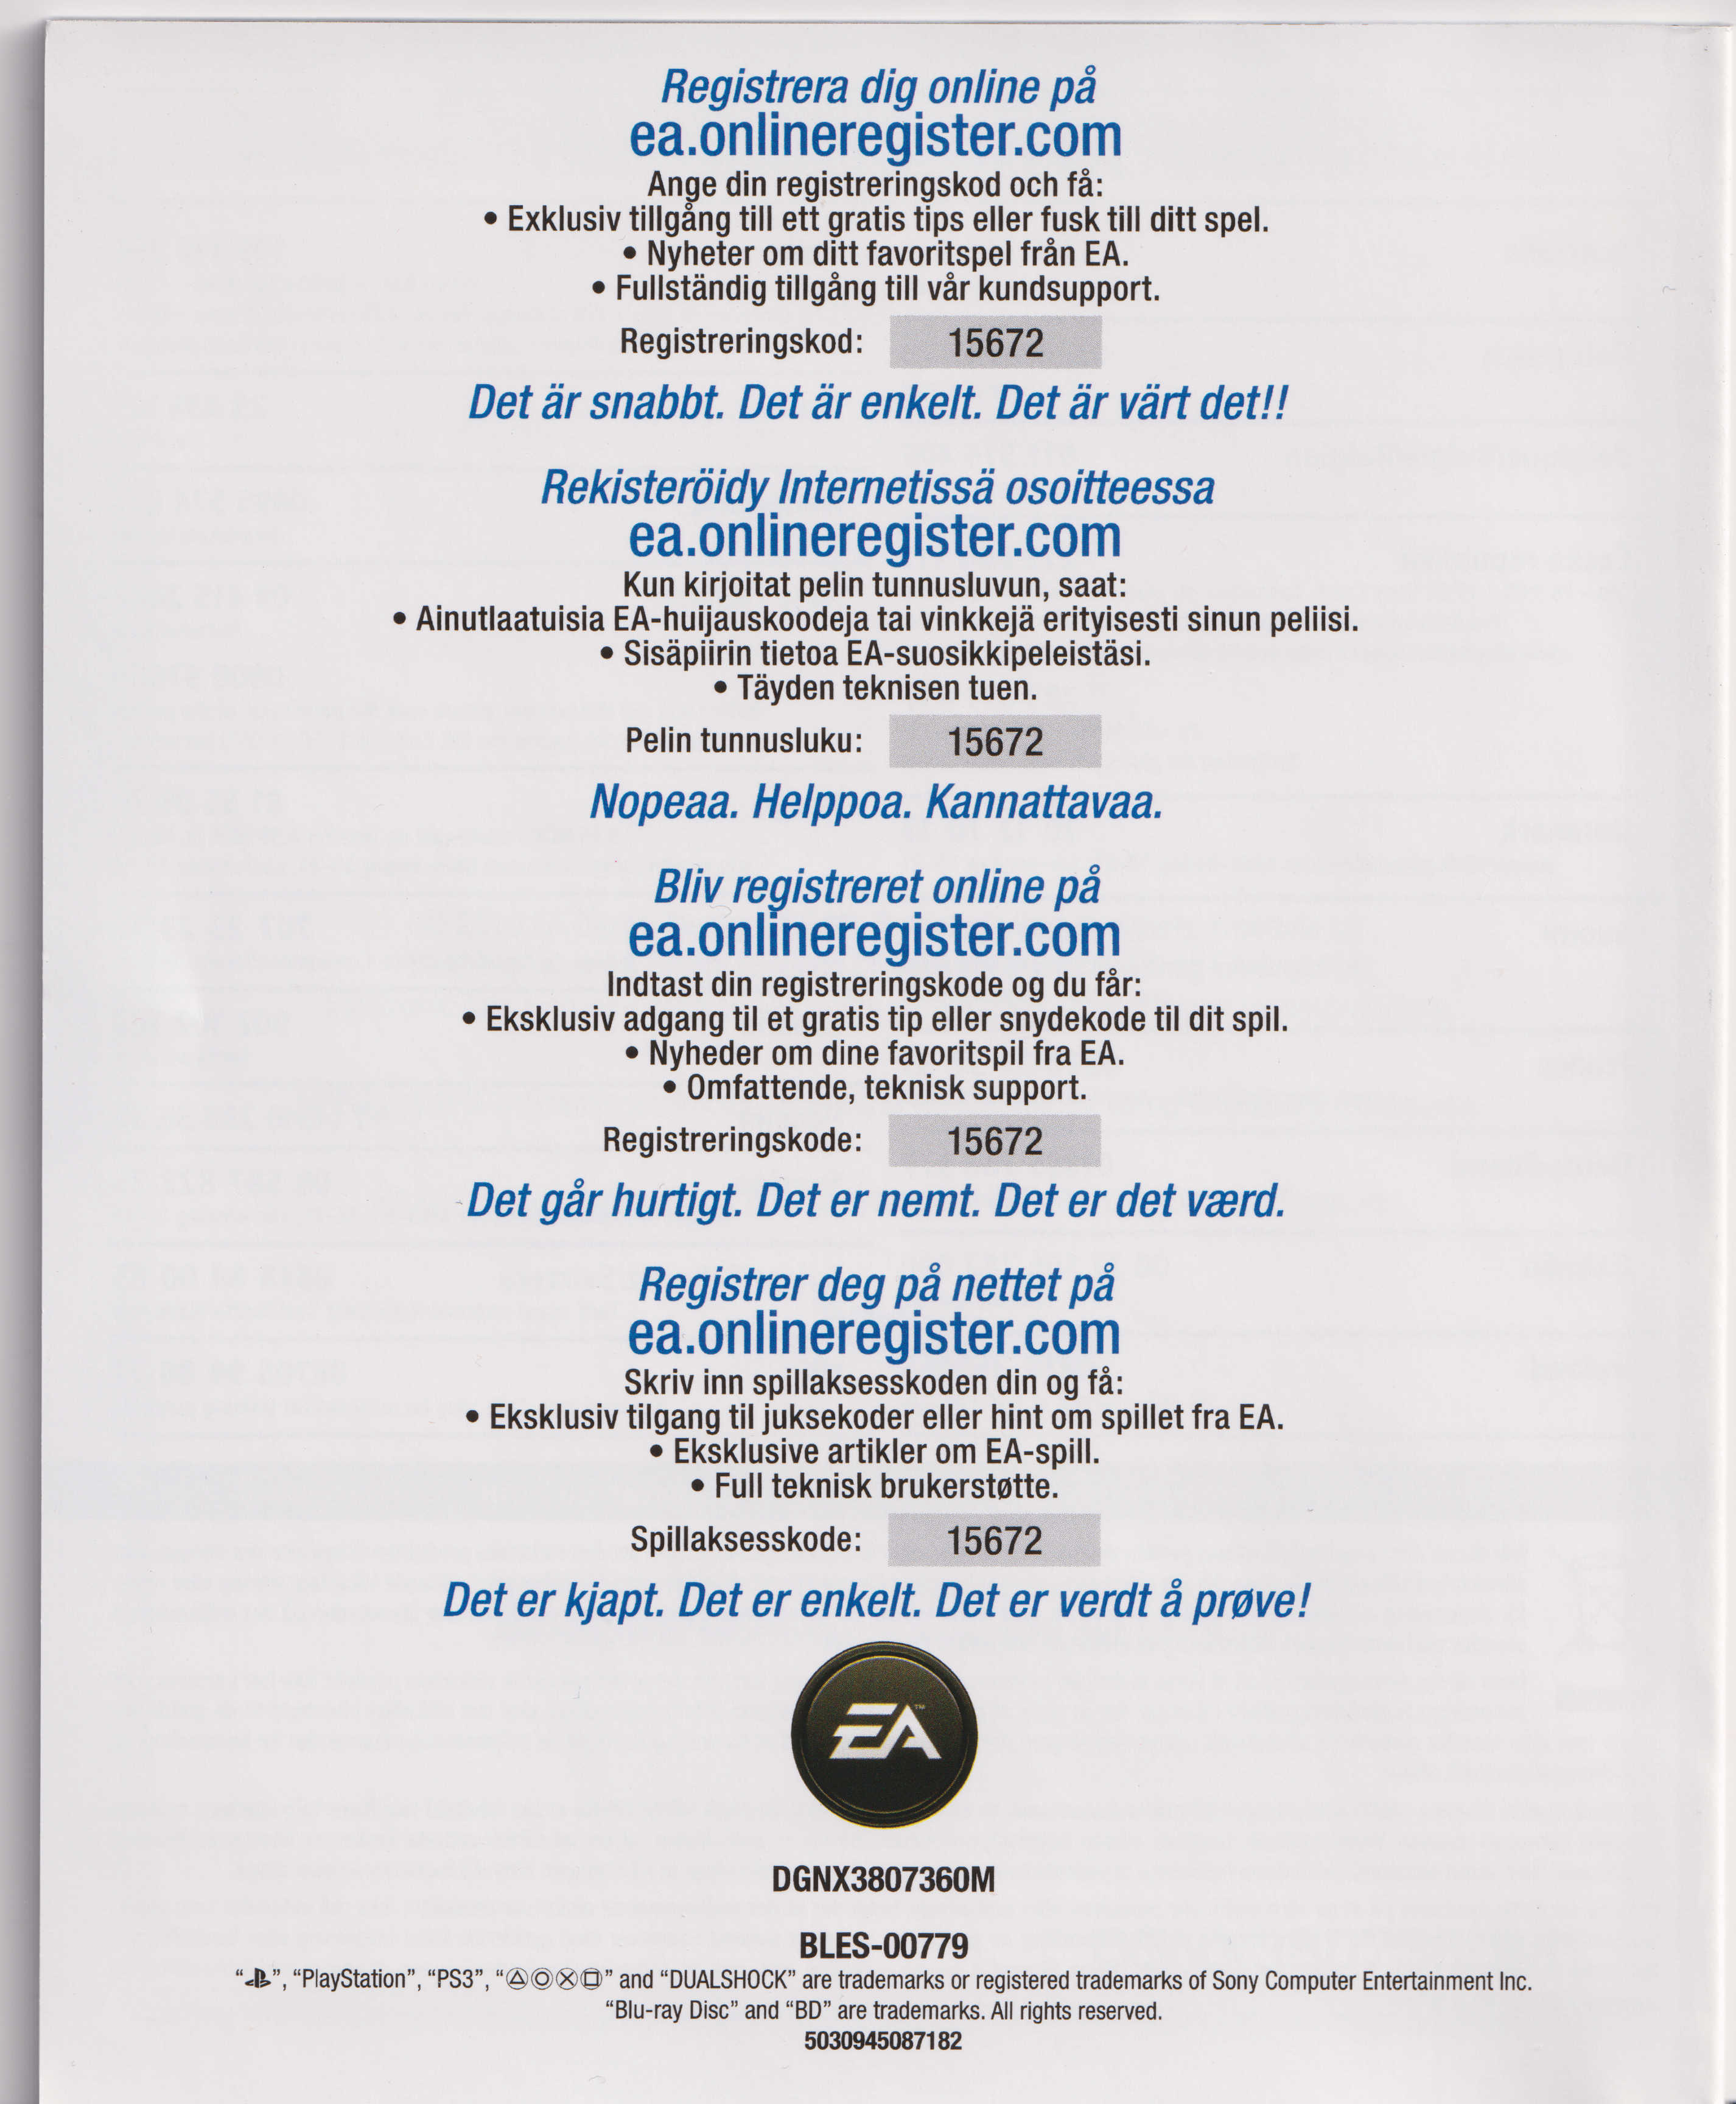 Registrera dig online på
ea.onlineregister.com
Ange din registreringskod och få:
• Exklusiv tillgång till ett gratis tips eller fusk till ditt spel.
• Nyheter om ditt favoritspel från EA.
• Fullständig tillgång till vår kundsupport.
Registreringskod: 15672
Det är snabbt. Det är enkelt. Det är värt det!!
Rekisteröidy Internetissä osoitteessa
ea.onlineregister.com
Kun kirjoitat pelin tunnusluvun, saat:
• Ainutlaatuisia EA-huijauskoodeja tai vinkkejä erityisesti sinun peliisi.
• Sisäpiirin tietoa EA-suosikkipeleistäsi.
• Täyden teknisen tuen.
Pelin tunnusluku: 15672
Nopeaa. Helppoa. Kannattavaa.
Bliv registreret online på
ea.onlineregister.com
Indtast din registreringskode og du får:
• Eksklusiv adgang til et gratis tip eller snydekode til dit spil.
• Nyheder om dine favoritspil fra EA.
• Omfattende, teknisk support.
Registreringskode: 15672
Det går hurtigt. Det er nemt. Det er det værd.
Registrer deg på nettet på
ea.onlineregister.com
Skriv inn spillaksesskoden din og få:
• Eksklusiv tilgang til juksekoder eller hint om spillet fra EA.
• Eksklusive artikler om EA-spill.
• Full teknisk brukerstøtte.
Spillaksesskode: 15672
Det er kjapt. Det er enkelt. Det er verdt å prøve!
EA™
DGNX3807360M
BLES-00779
“ ”, “PlayStation”, “PS3”, “△○✕□” and “DUALSHOCK” are trademarks or registered trademarks of Sony Computer Entertainment Inc.
“Blu-ray Disc” and “BD” are trademarks. All rights reserved.
5030945087182